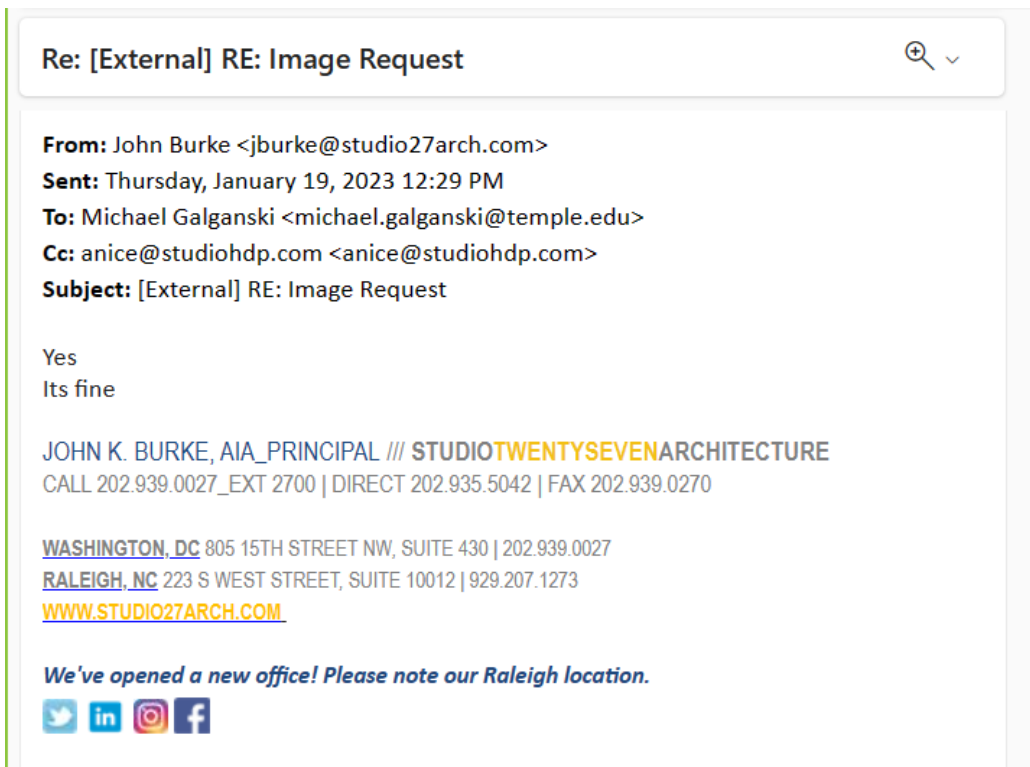 Re: [External] RE: Image Request
From: John Burke <jburke@studio27arch.com>
Sent: Thursday, January 19, 2023 12:29 PM
To: Michael Galganski <michael.galganski@temple.edu>
Cc: anice@studiohdp.com <anice@studiohdp.com>
Subject: [External] RE: Image Request
Yes
Its fine
JOHN K. BURKE, AIA_PRINCIPAL /// STUDIOTWENTYSEVENARCHITECTURE
CALL 202.939.0027_EXT 2700 | DIRECT 202.935.5042 | FAX 202.939.0270
WASHINGTON, DC 805 15TH STREET NW, SUITE 430 | 202.939.0027
RALEIGH, NC 223 S WEST STREET, SUITE 10012 | 929.207.1273
WWW.STUDIO27ARCH.COM
We've opened a new office! Please note our Raleigh location.
in f